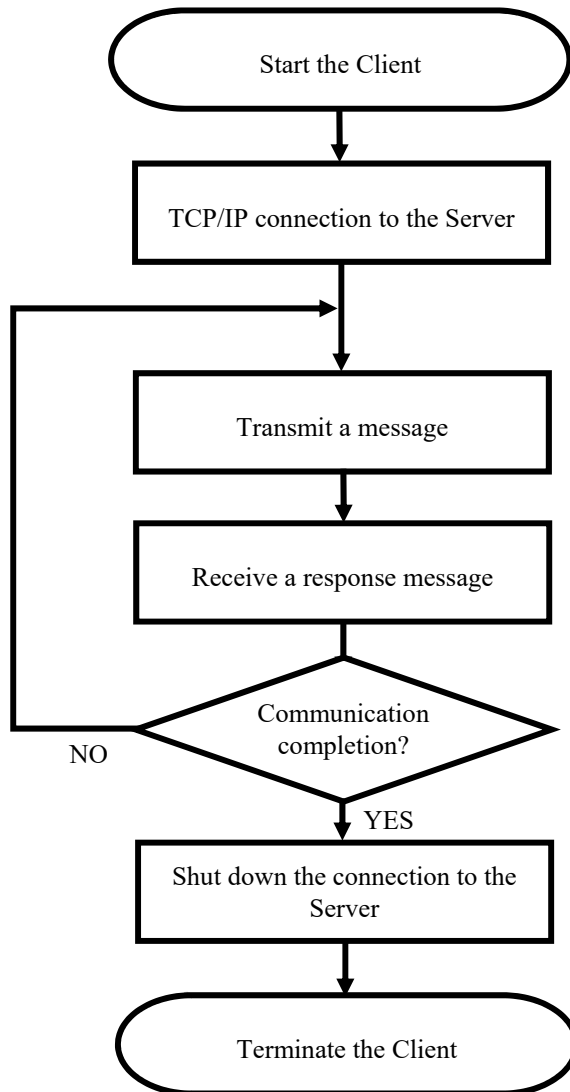 Start the Client
TCP/IP connection to the Server
Transmit a message
Receive a response message
Communication
completion?
NO
YES
Shut down the connection to the
Server
Terminate the Client